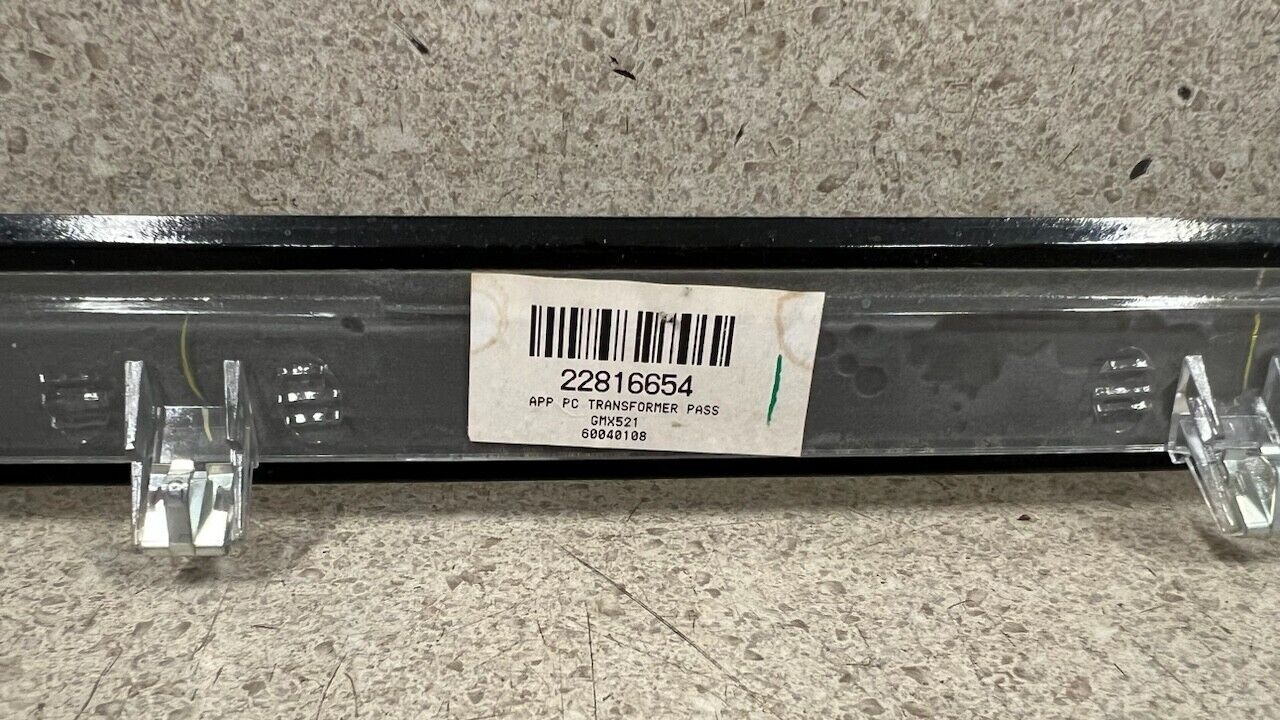 22816654
APP PC TRANSFORMER PASS
GMX521
60040108